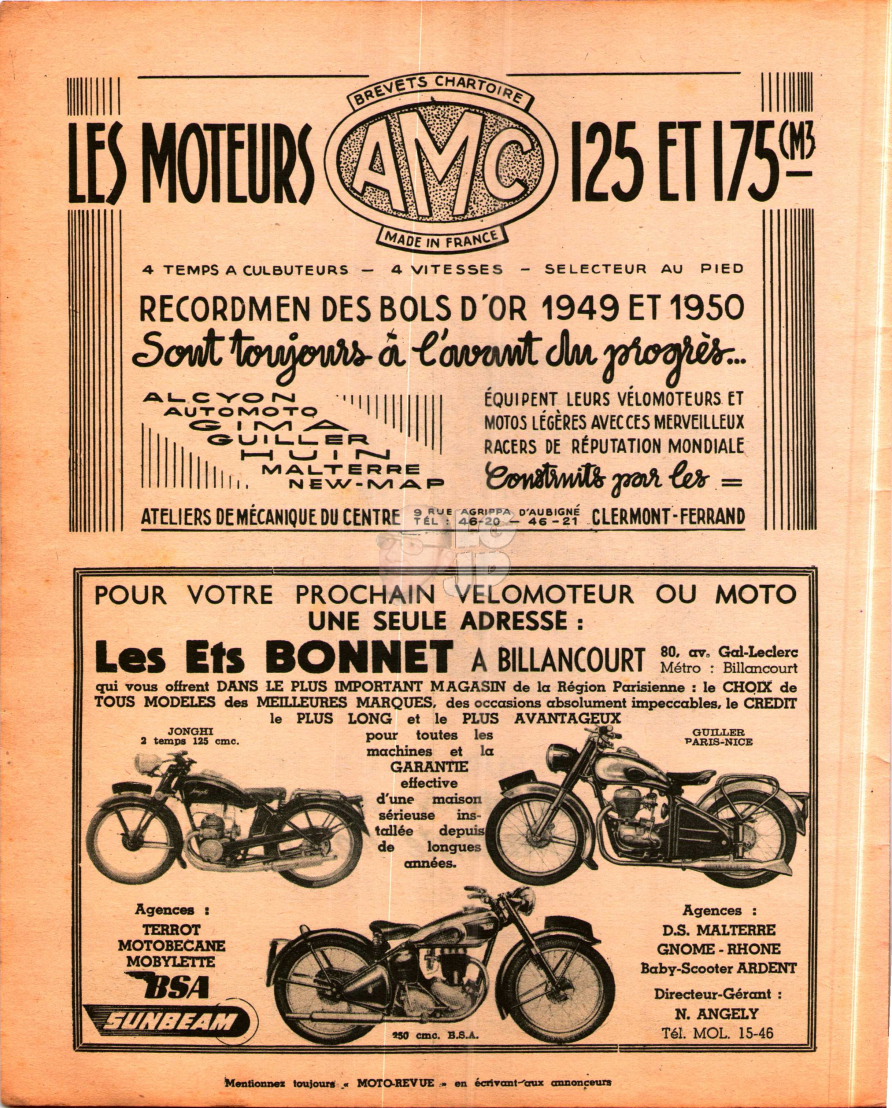 BREVETS CHARTOIRE
LES MOTEURS AMC 125 ET 175 CM3
MADE IN FRANCE
4 TEMPS A CULBUTEURS — 4 VITESSES — SELECTEUR AU PIED
RECORDMEN DES BOLS D'OR 1949 ET 1950
Sont toujours à l'avant du progrès...
ALCYON
AUTOMOTO
GIMA
GUILLER
HUIN
MALTERRE
NEW-MAP
ÉQUIPENT LEURS VÉLOMOTEURS ET
MOTOS LÉGÈRES AVEC CES MERVEILLEUX
RACERS DE RÉPUTATION MONDIALE
Construits par les =
ATELIERS DE MÉCANIQUE DU CENTRE 9 RUE AGRIPPA D'AUBIGNÉ CLERMONT-FERRAND
TÉL : 46-20 — 46-21
LG
JP
POUR VOTRE PROCHAIN VELOMOTEUR OU MOTO
UNE SEULE ADRESSE :
Les Ets BONNET A BILLANCOURT 80, av. Gal-Leclerc
Métro : Billancourt
qui vous offrent DANS LE PLUS IMPORTANT MAGASIN de la Région Parisienne : le CHOIX de
TOUS MODELES des MEILLEURES MARQUES, des occasions absolument impeccables, le CREDIT
le PLUS LONG et le PLUS AVANTAGEUX
pour toutes les
machines et la
GARANTIE
effective
d'une maison
sérieuse ins-
tallée depuis
de longues
années.
JONGHI
2 temps 125 cmc.
GUILLER
PARIS-NICE
Agences :
TERROT
MOTOBECANE
MOBYLETTE
BSA
SUNBEAM
250 cmc. B.S.A.
Agences :
D.S. MALTERRE
GNOME-RHONE
Baby-Scooter ARDENT
Directeur-Gérant :
N. ANGELY
Tél. MOL. 15-46
Mentionnez toujours « MOTO-REVUE » en écrivant aux annonceurs